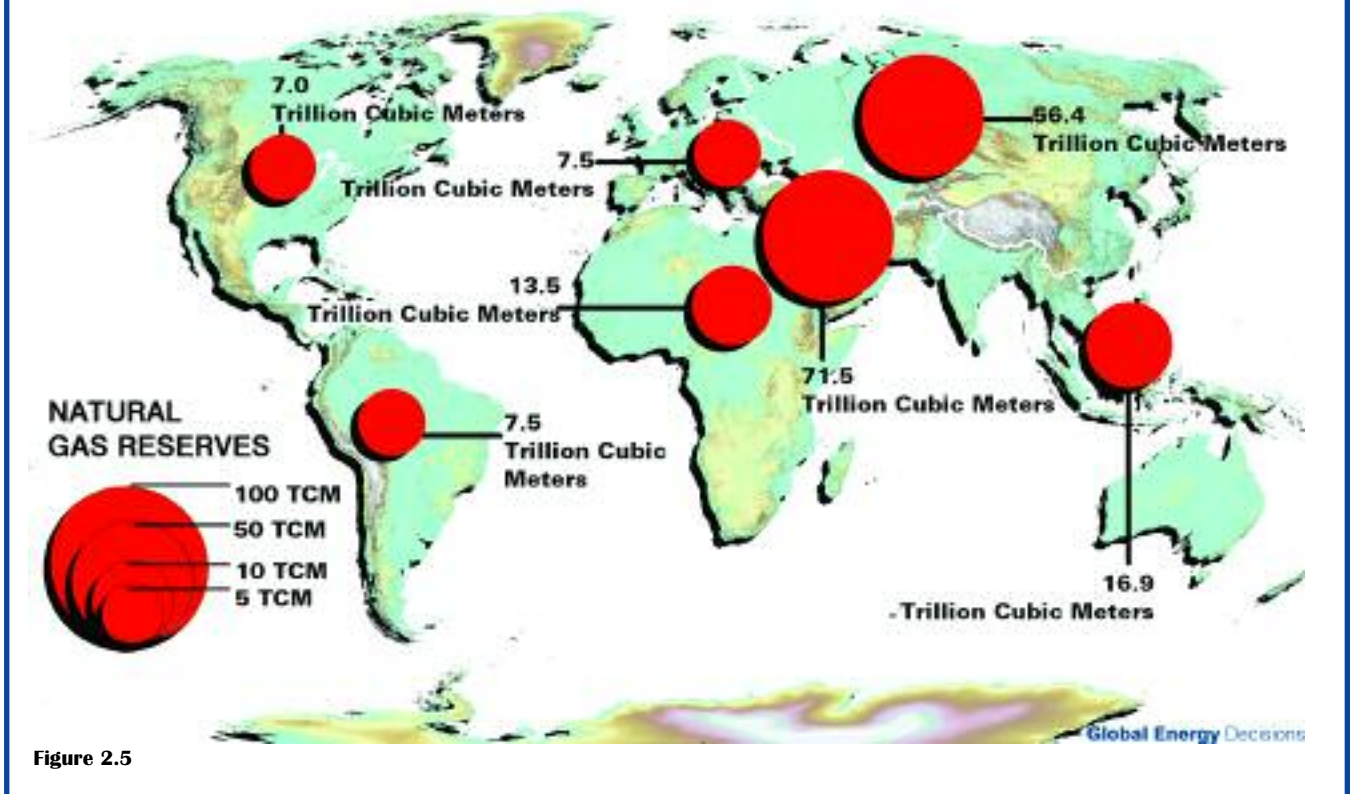 7.0
Trillion Cubic Meters
56.4
Trillion Cubic Meters
7.5
Trillion Cubic Meters
13.5
Trillion Cubic Meters
71.5
Trillion Cubic Meters
7.5
Trillion Cubic
Meters
NATURAL
GAS RESERVES
100 TCM
50 TCM
10 TCM
5 TCM
16.9
Trillion Cubic Meters
Global Energy Decisions
Figure 2.5